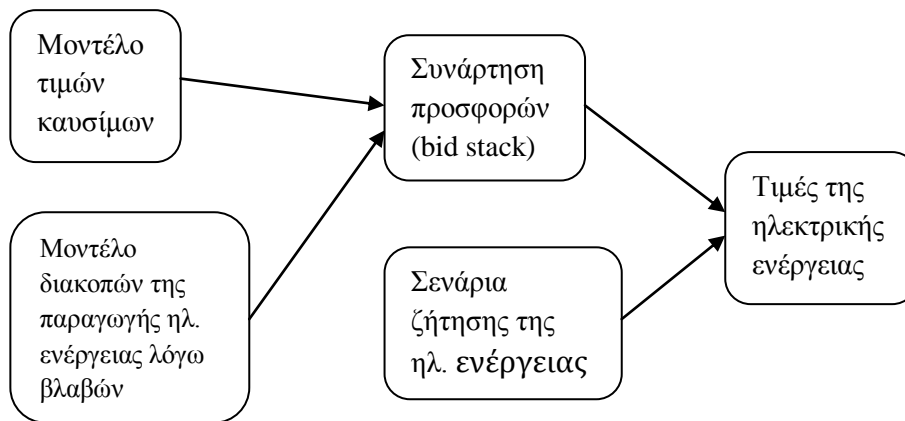 Μοντέλο
τιμών
καυσίμων
Συνάρτηση
προσφορών
(bid stack)
Τιμές της
ηλεκτρικής
ενέργειας
Μοντέλο
διακοπών της
παραγωγής ηλ.
ενέργειας λόγω
βλαβών
Σενάρια
ζήτησης της
ηλ. ενέργειας